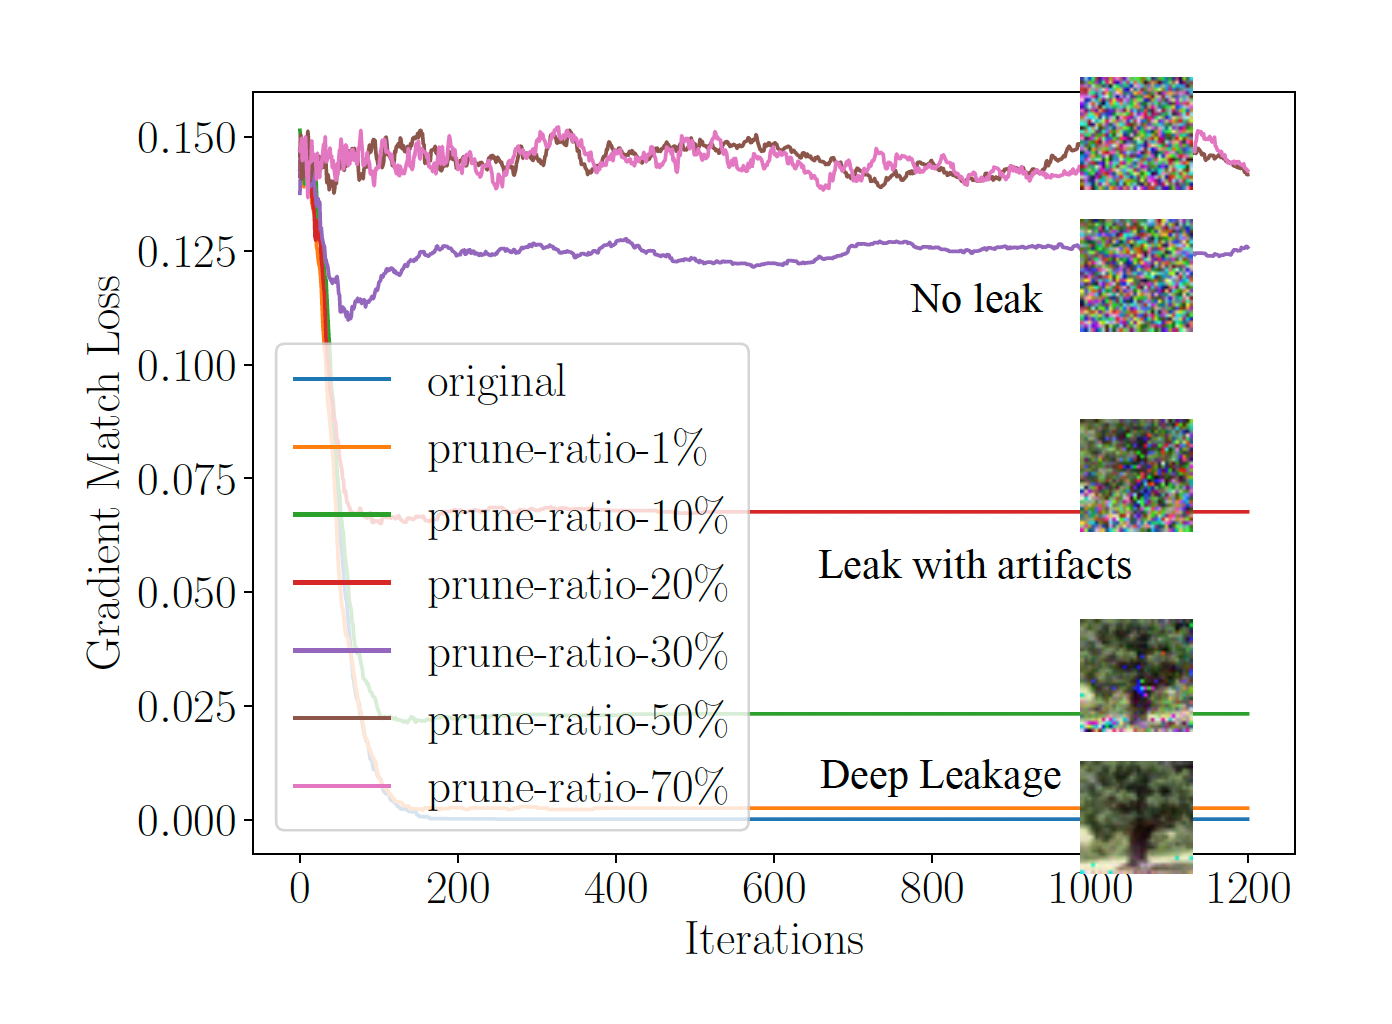 0.150
0.125
0.100
0.075
0.050
0.025
0.000
Gradient Match Loss
No leak
Leak with artifacts
Deep Leakage
original
prune-ratio-1%
prune-ratio-10%
prune-ratio-20%
prune-ratio-30%
prune-ratio-50%
prune-ratio-70%
0 200 400 600 800 1000 1200
Iterations